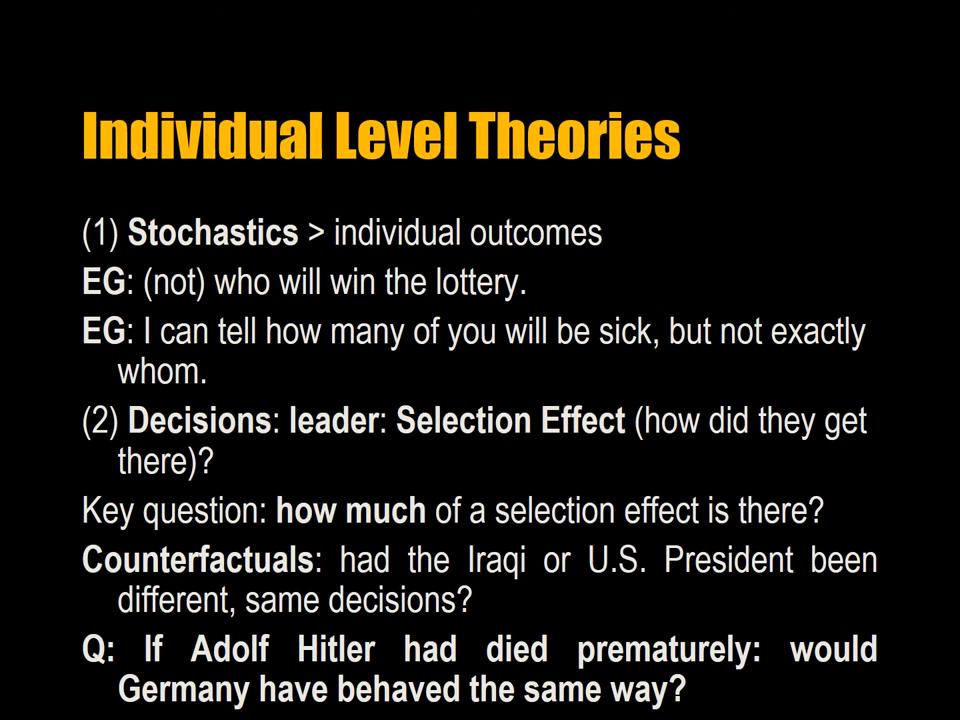 Individual Level Theories
(1) Stochastics > individual outcomes
EG: (not) who will win the lottery.
EG: I can tell how many of you will be sick, but not exactly
whom.
(2) Decisions: leader: Selection Effect (how did they get
there)?
Key question: how much of a selection effect is there?
Counterfactuals: had the Iraqi or U.S. President been
different, same decisions?
Q: If Adolf Hitler had died prematurely: would
Germany have behaved the same way?